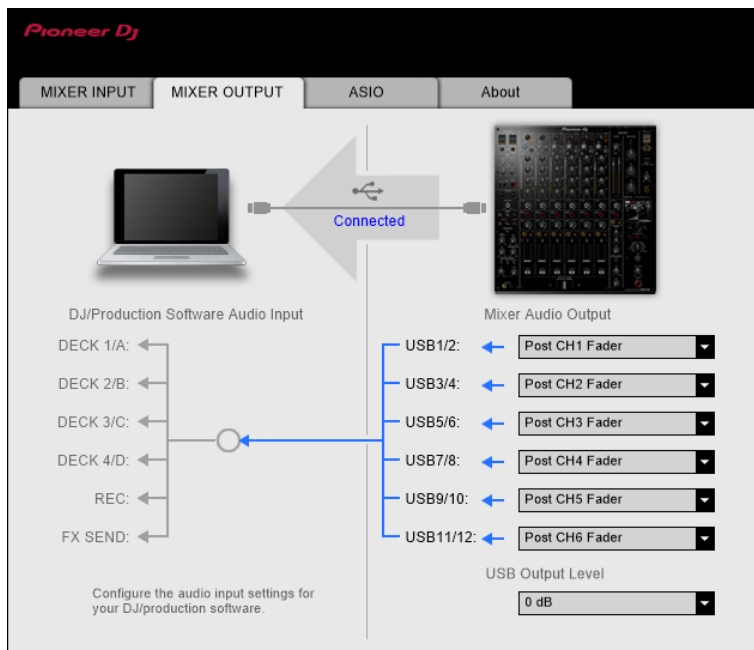 Pioneer Dj
MIXER INPUT
MIXER OUTPUT
ASIO
About
Connected
DJ/Production Software Audio Input
Mixer Audio Output
DECK 1/A:
USB1/2:
Post CH1 Fader
DECK 2/B:
USB3/4:
Post CH2 Fader
DECK 3/C:
USB5/6:
Post CH3 Fader
DECK 4/D:
USB7/8:
Post CH4 Fader
REC:
USB9/10:
Post CH5 Fader
FX SEND:
USB11/12:
Post CH6 Fader
USB Output Level
0 dB
Configure the audio input settings for
your DJ/production software.